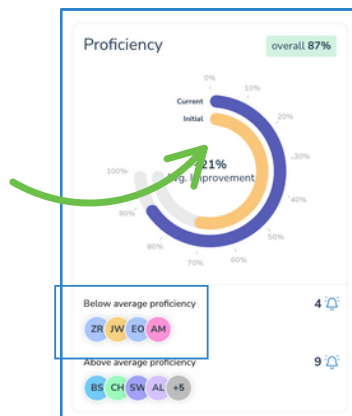 Proficiency
overall 87%
0%
10%
Current
20%
Initial
30%
21%
Avg. Improvement
100%
40%
90%
50%
80%
60%
70%
Below average proficiency
4
ZR JW EO AM
Above average proficiency
9
BS CH SW AL +5